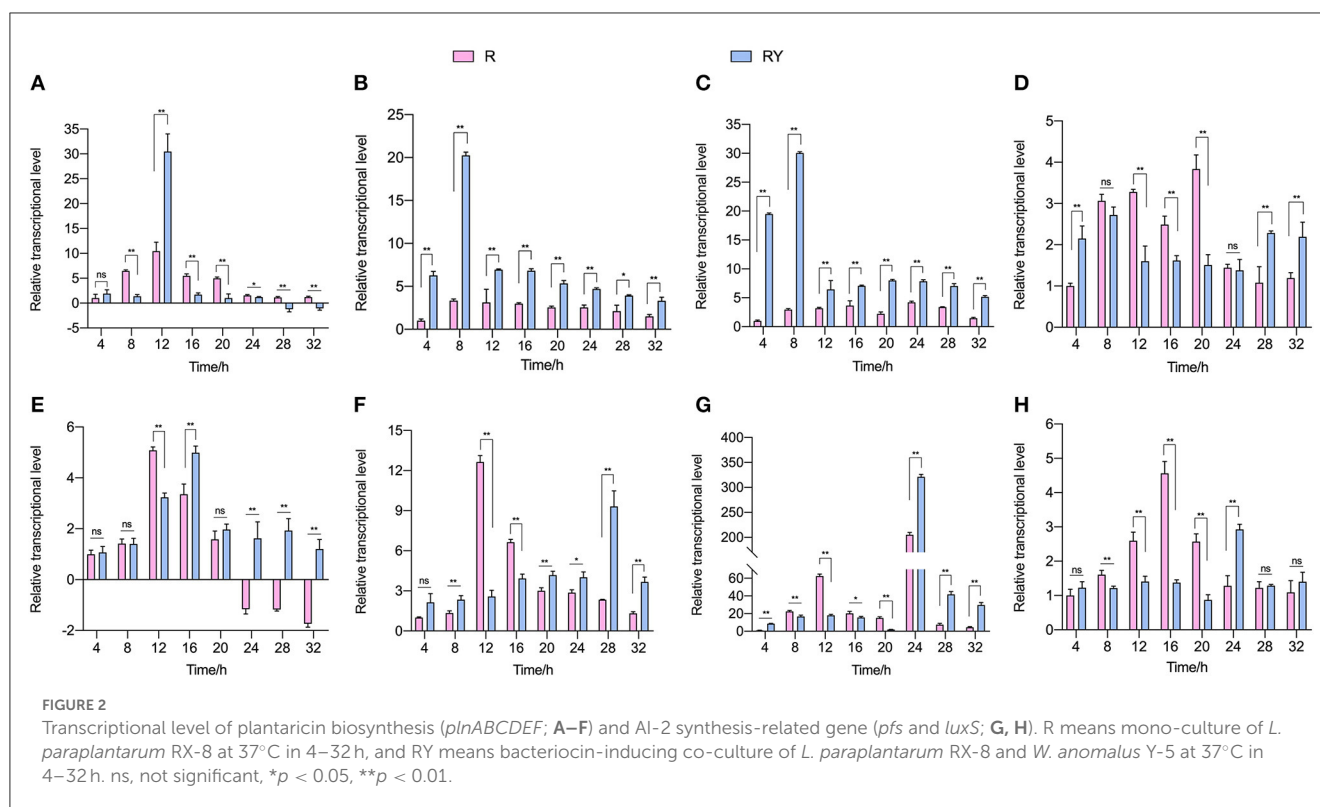 R RY
A
B
C
D
** ** ** **
35
30
25
20
15
10
5
0
-5
Relative transcriptional level
ns ** ** ** ** * ** **
4 8 12 16 20 24 28 32
Time/h
25
20
15
10
5
0
Relative transcriptional level
** ** ** ** ** ** * **
4 8 12 16 20 24 28 32
Time/h
35
30
25
20
15
10
5
0
Relative transcriptional level
** ** ** ** ** ** ** **
4 8 12 16 20 24 28 32
Time/h
5
4
3
2
1
0
Relative transcriptional level
** ns ** ** ** ns ** **
4 8 12 16 20 24 28 32
Time/h
E
6
4
2
0
-2
Relative transcriptional level
ns ns ** ** ns ** ** **
4 8 12 16 20 24 28 32
Time/h
F
15
12
9
6
3
0
Relative transcriptional level
ns ** ** ** ** * ** **
4 8 12 16 20 24 28 32
Time/h
G
400
350
300
250
200
60
40
20
0
Relative transcriptional level
** ** ** * ** ** ** **
4 8 12 16 20 24 28 32
Time/h
H
6
5
4
3
2
1
0
Relative transcriptional level
ns ** ** ** ** ** ns ns
4 8 12 16 20 24 28 32
Time/h
FIGURE 2
Transcriptional level of plantaricin biosynthesis (plnABCDEF; A–F) and AI-2 synthesis-related gene (pfs and luxS; G, H). R means mono-culture of L.
paraplantarum RX-8 at 37°C in 4–32 h, and RY means bacteriocin-inducing co-culture of L. paraplantarum RX-8 and W. anomalus Y-5 at 37°C in
4–32 h. ns, not significant, *p < 0.05, **p < 0.01.